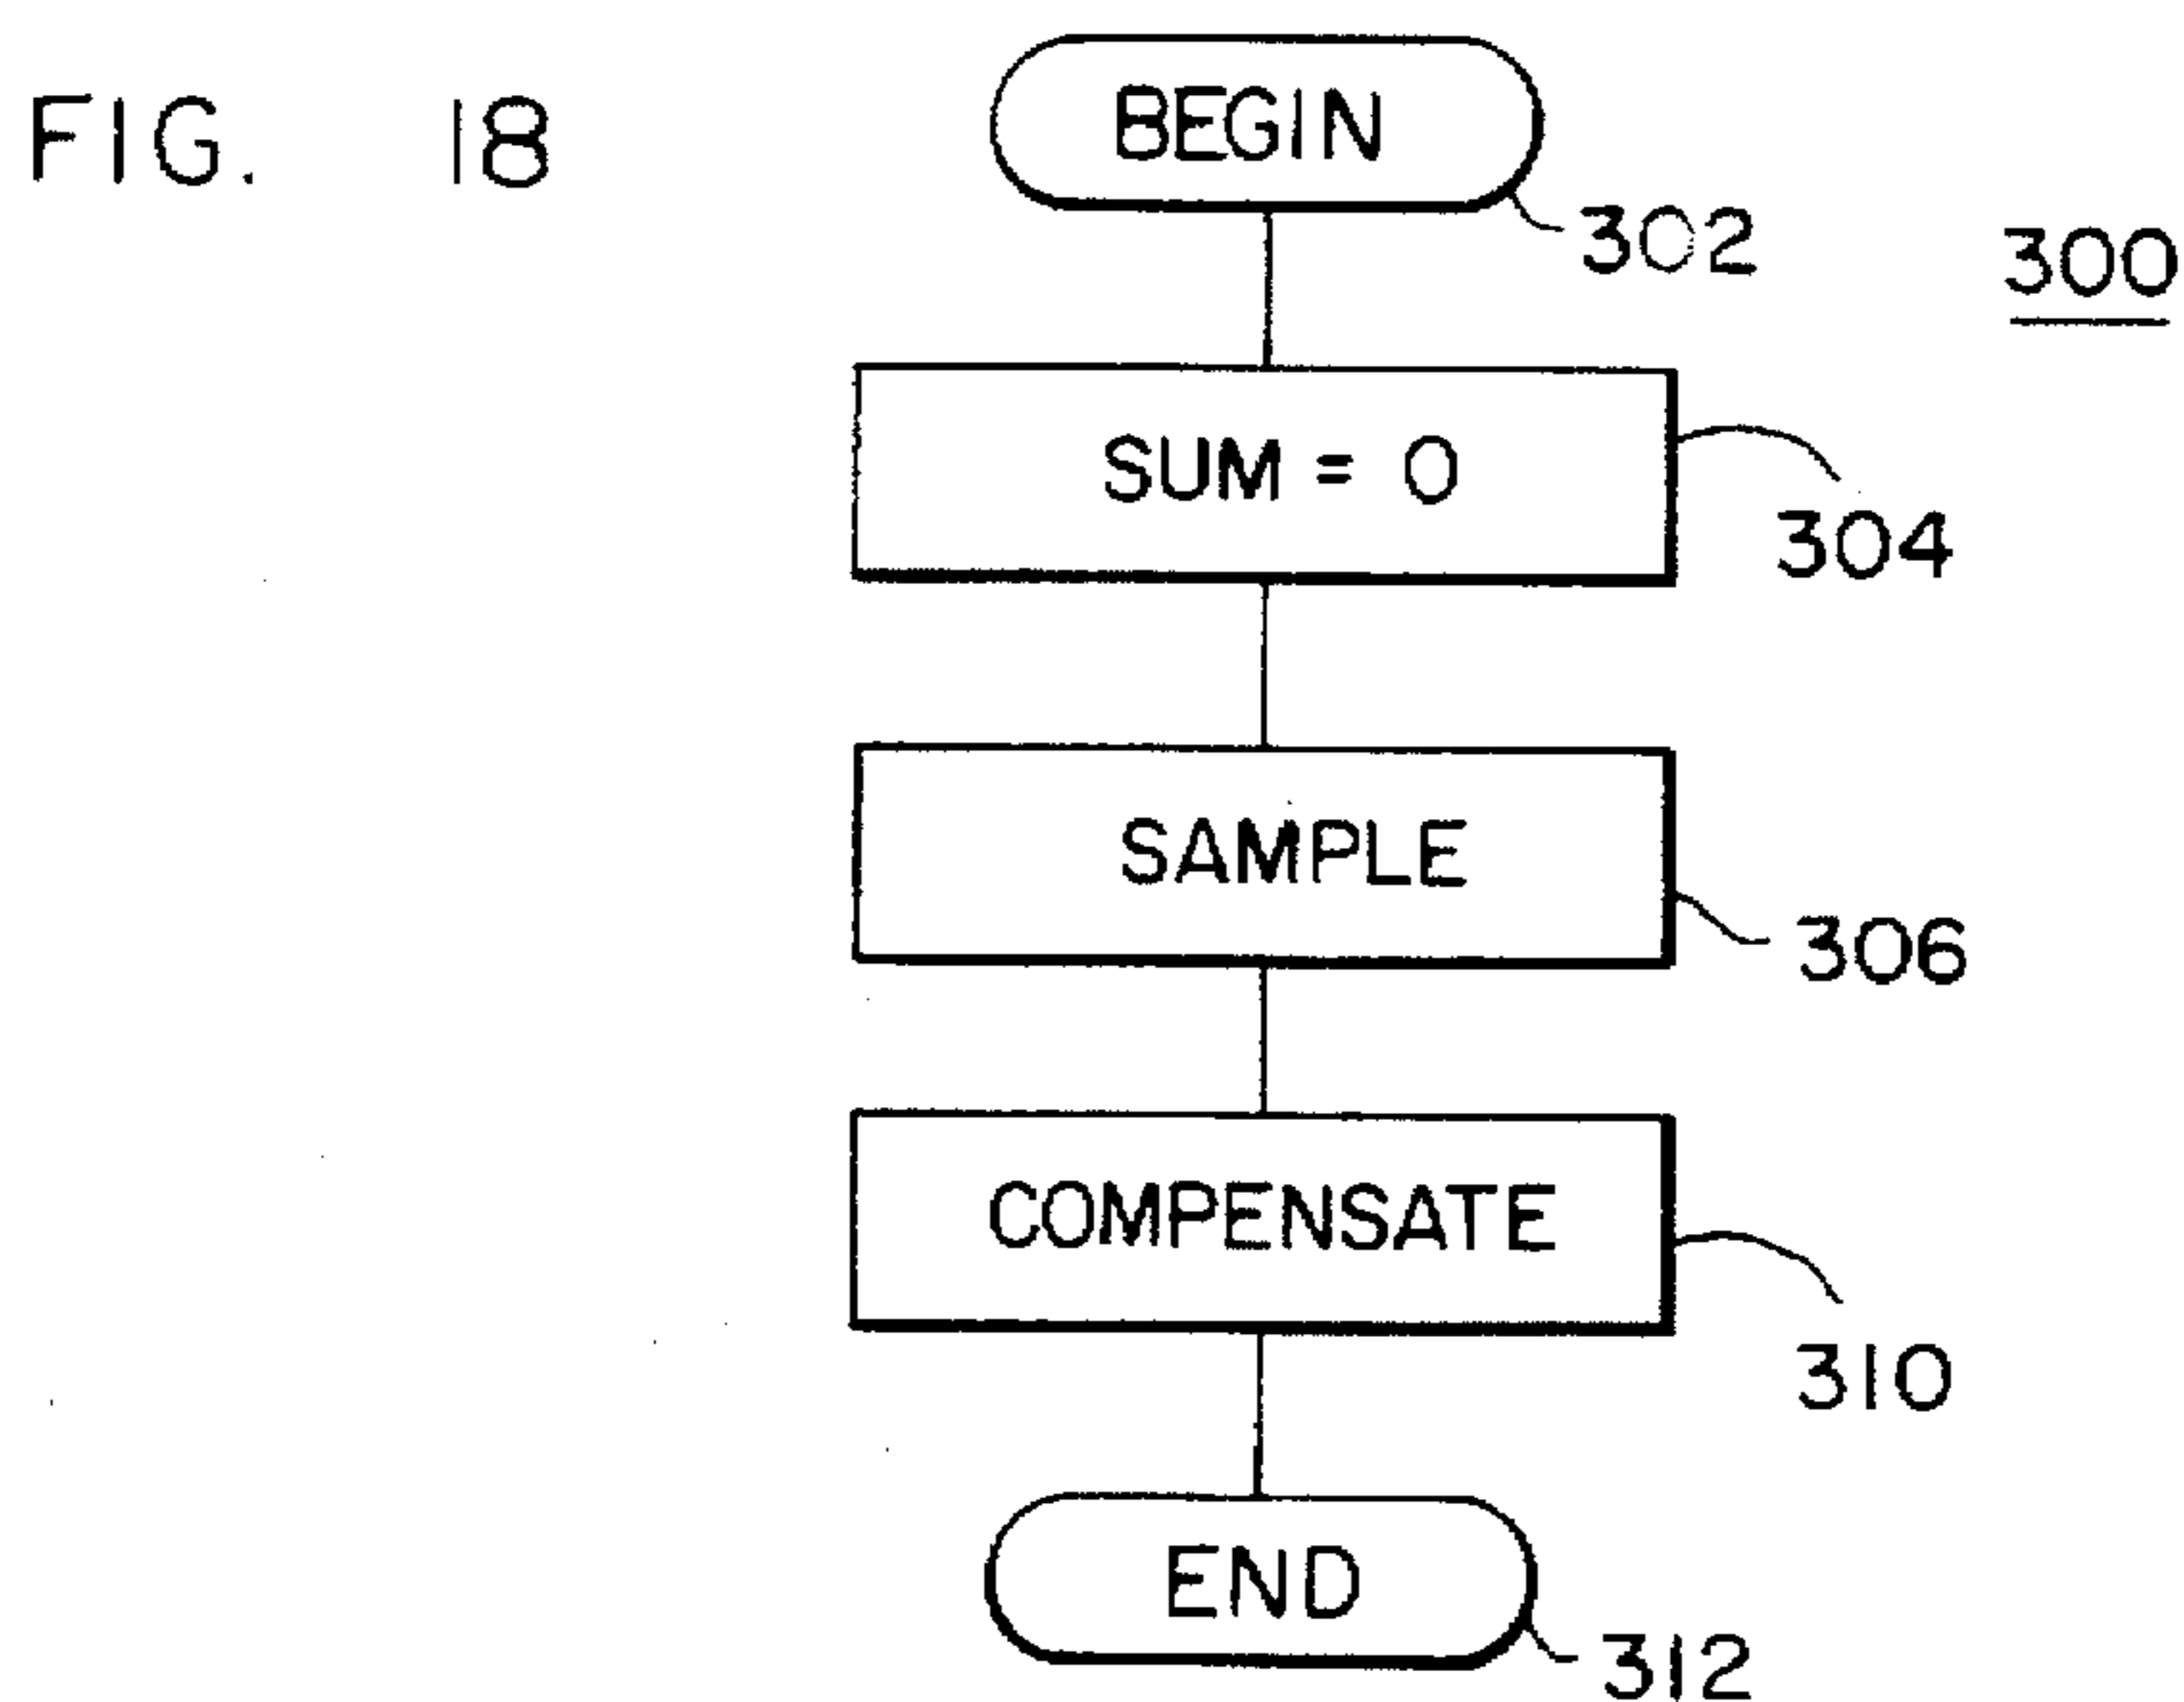 FIG. 18
BEGIN
302
300
SUM = 0
304
SAMPLE
306
COMPENSATE
310
END
312